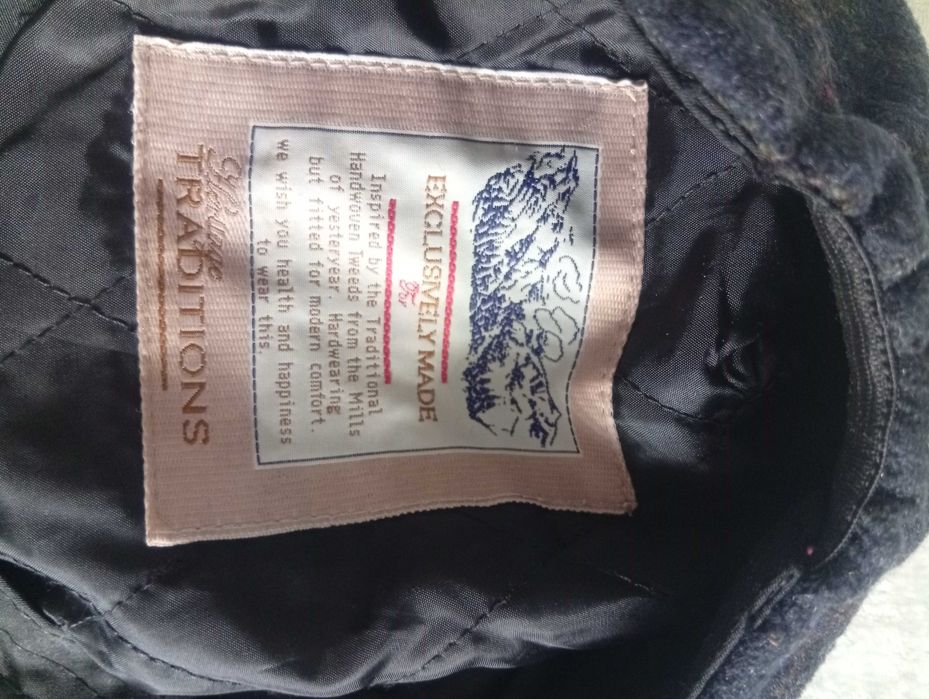 EXCLUSIVELY MADE
For
Inspired by the Traditional
Handwoven Tweeds from the Mills
of yesteryear. Hardwearing
but fitted for modern comfort.
we wish you health and happiness
to wear this.
Heritage
TRADITIONS